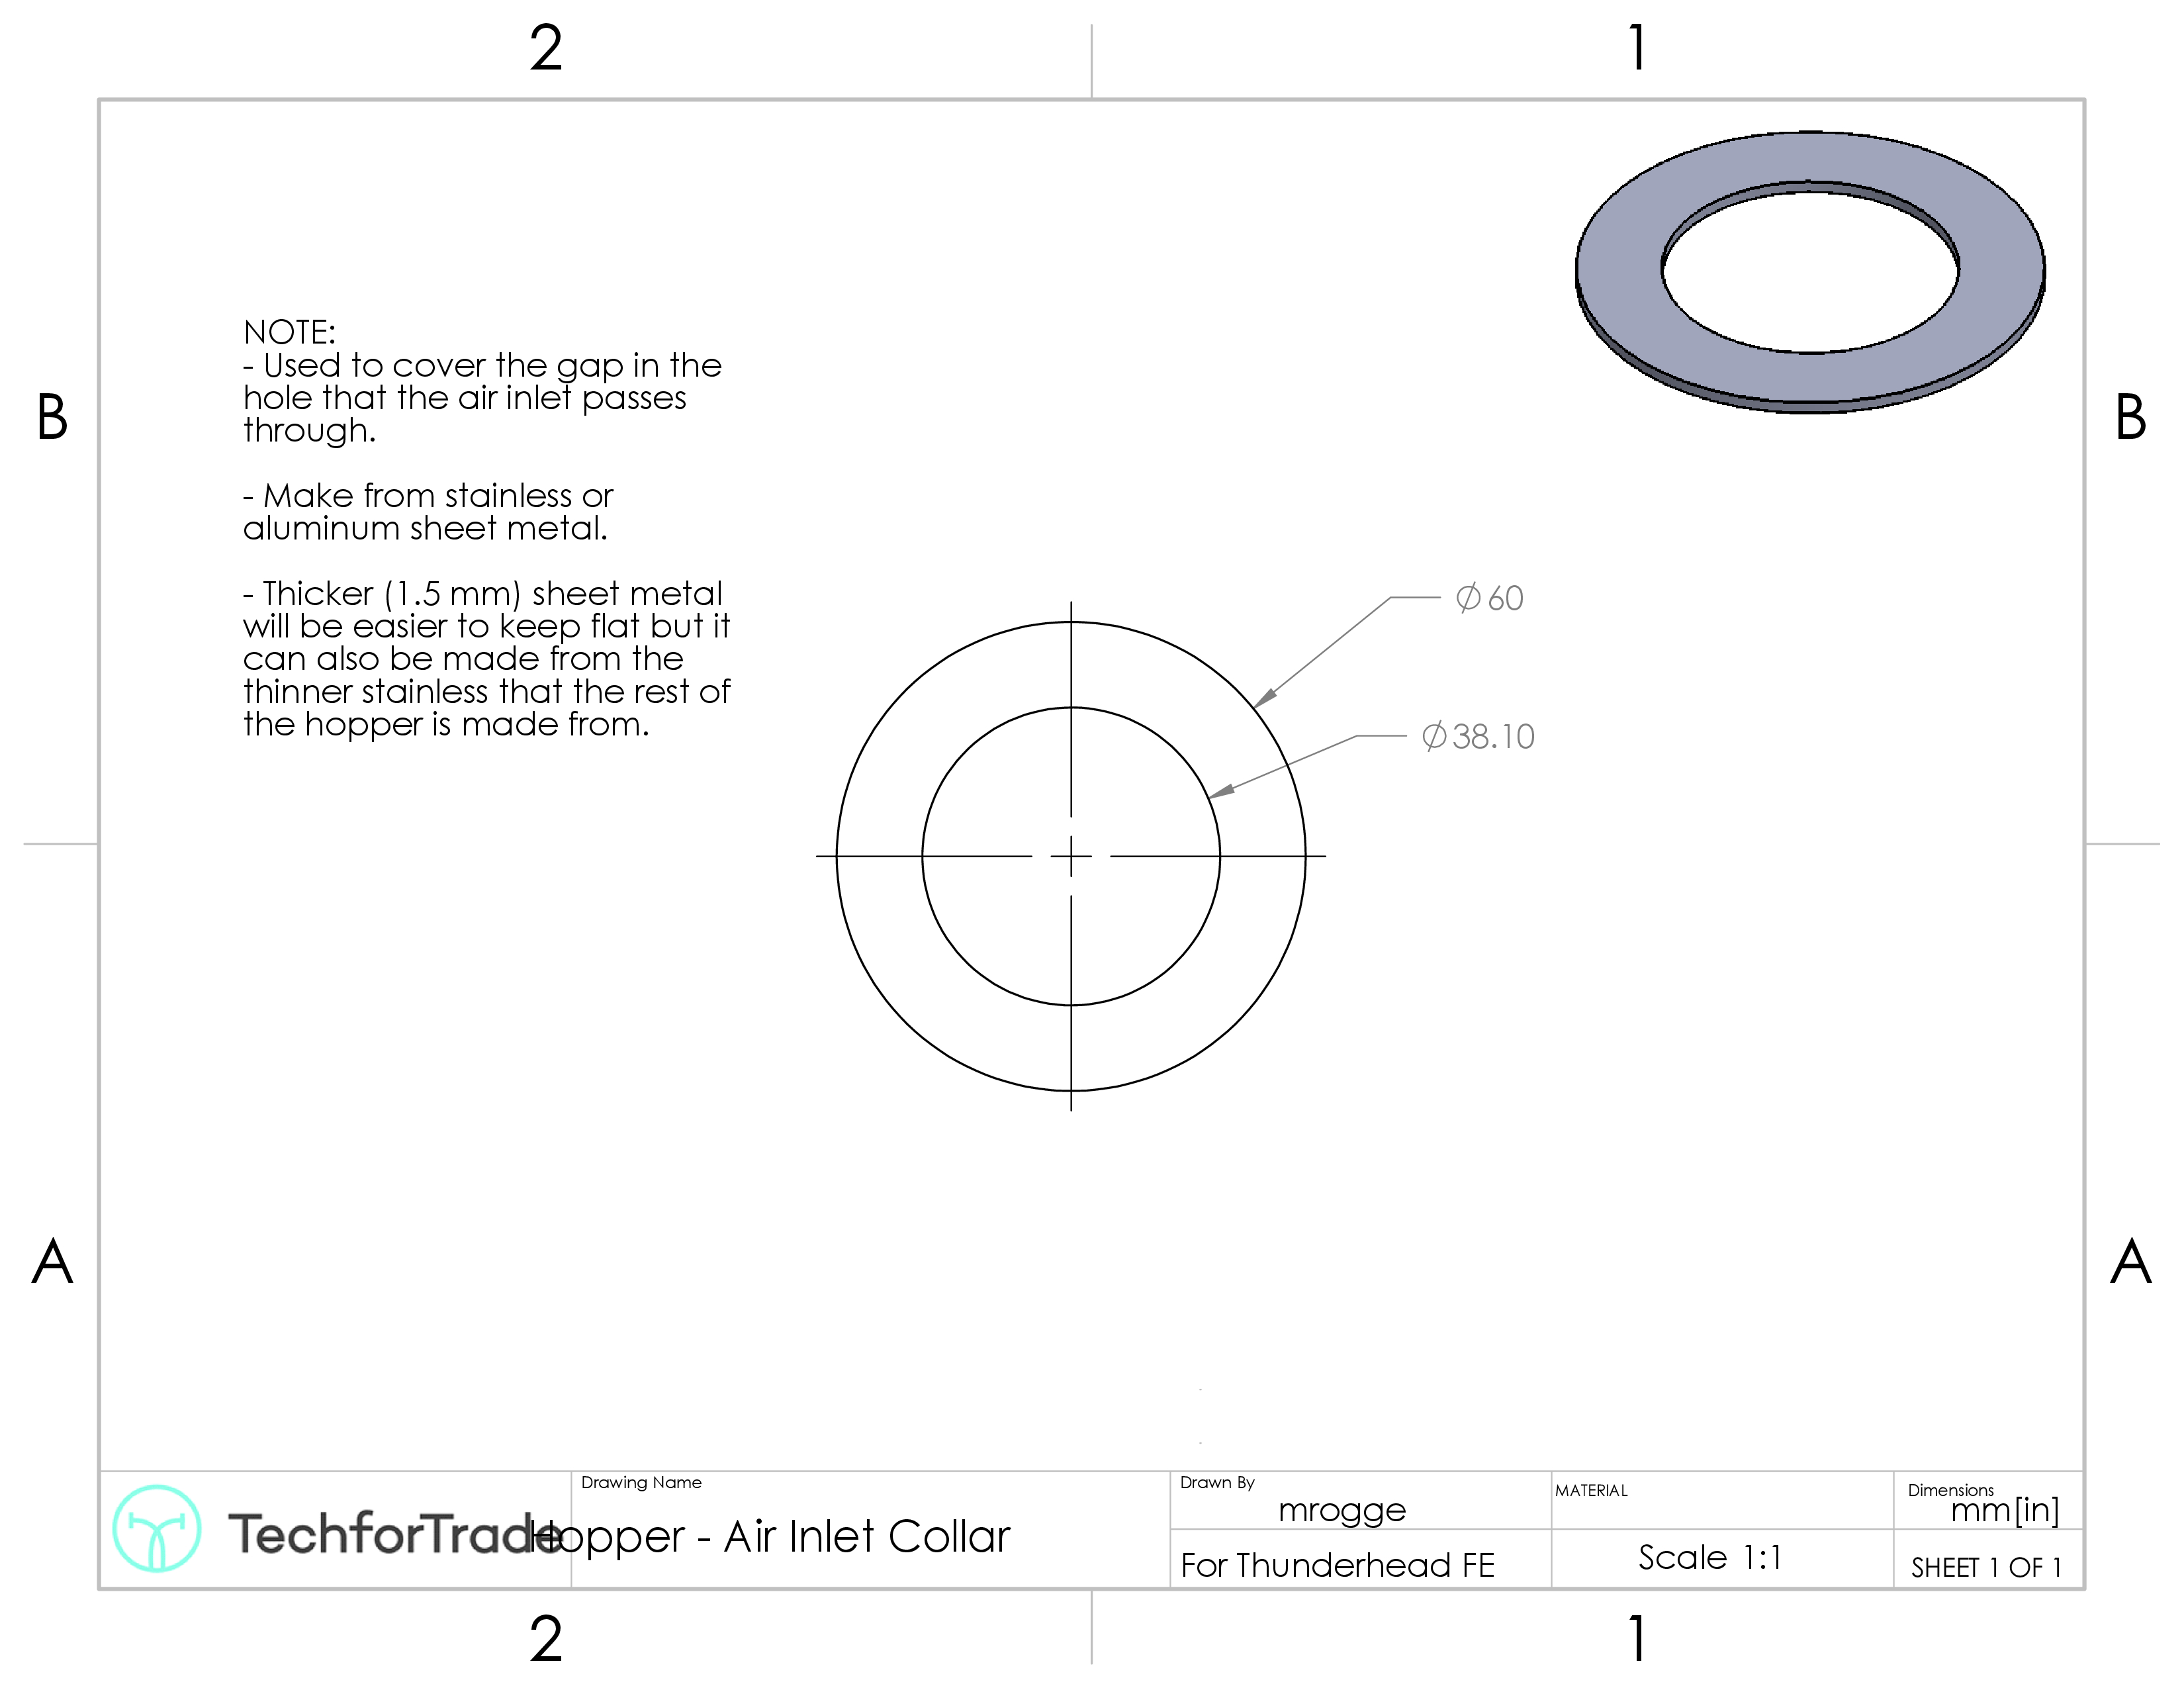 2
1
B
B
NOTE:
- Used to cover the gap in the
hole that the air inlet passes
through.
- Make from stainless or
aluminum sheet metal.
- Thicker (1.5 mm) sheet metal
will be easier to keep flat but it
can also be made from the
thinner stainless that the rest of
the hopper is made from.
∅60
∅38.10
A
A
TechforTrade
Drawing Name
Hopper - Air Inlet Collar
Drawn By
mrogge
For Thunderhead FE
MATERIAL
Scale 1:1
Dimensions
mm[in]
SHEET 1 OF 1
2
1